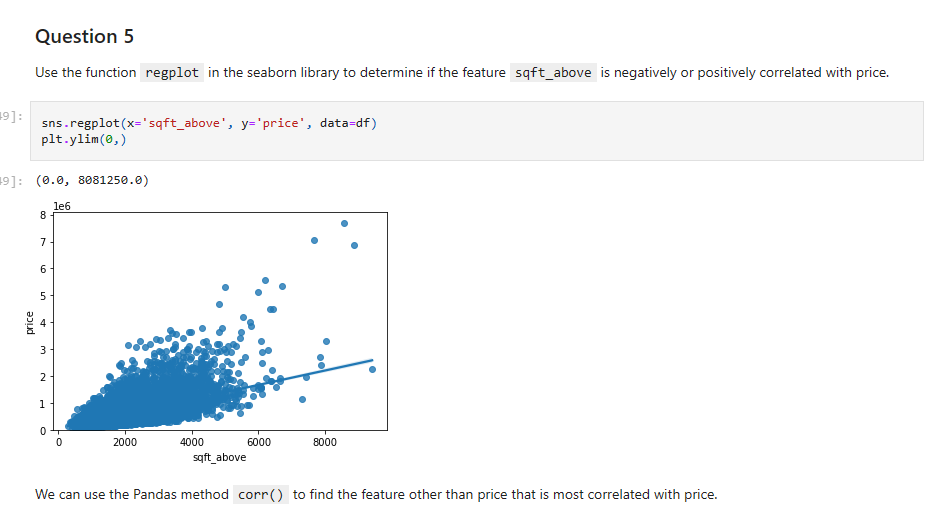 Question 5
Use the function regplot in the seaborn library to determine if the feature sqft_above is negatively or positively correlated with price.
49]:
sns.regplot(x='sqft_above', y='price', data=df)
plt.ylim(0,)
49]:
(0.0, 8081250.0)
1e6
8
7
6
5
4
3
2
1
0
price
0 2000 4000 6000 8000
sqft_above
We can use the Pandas method corr() to find the feature other than price that is most correlated with price.